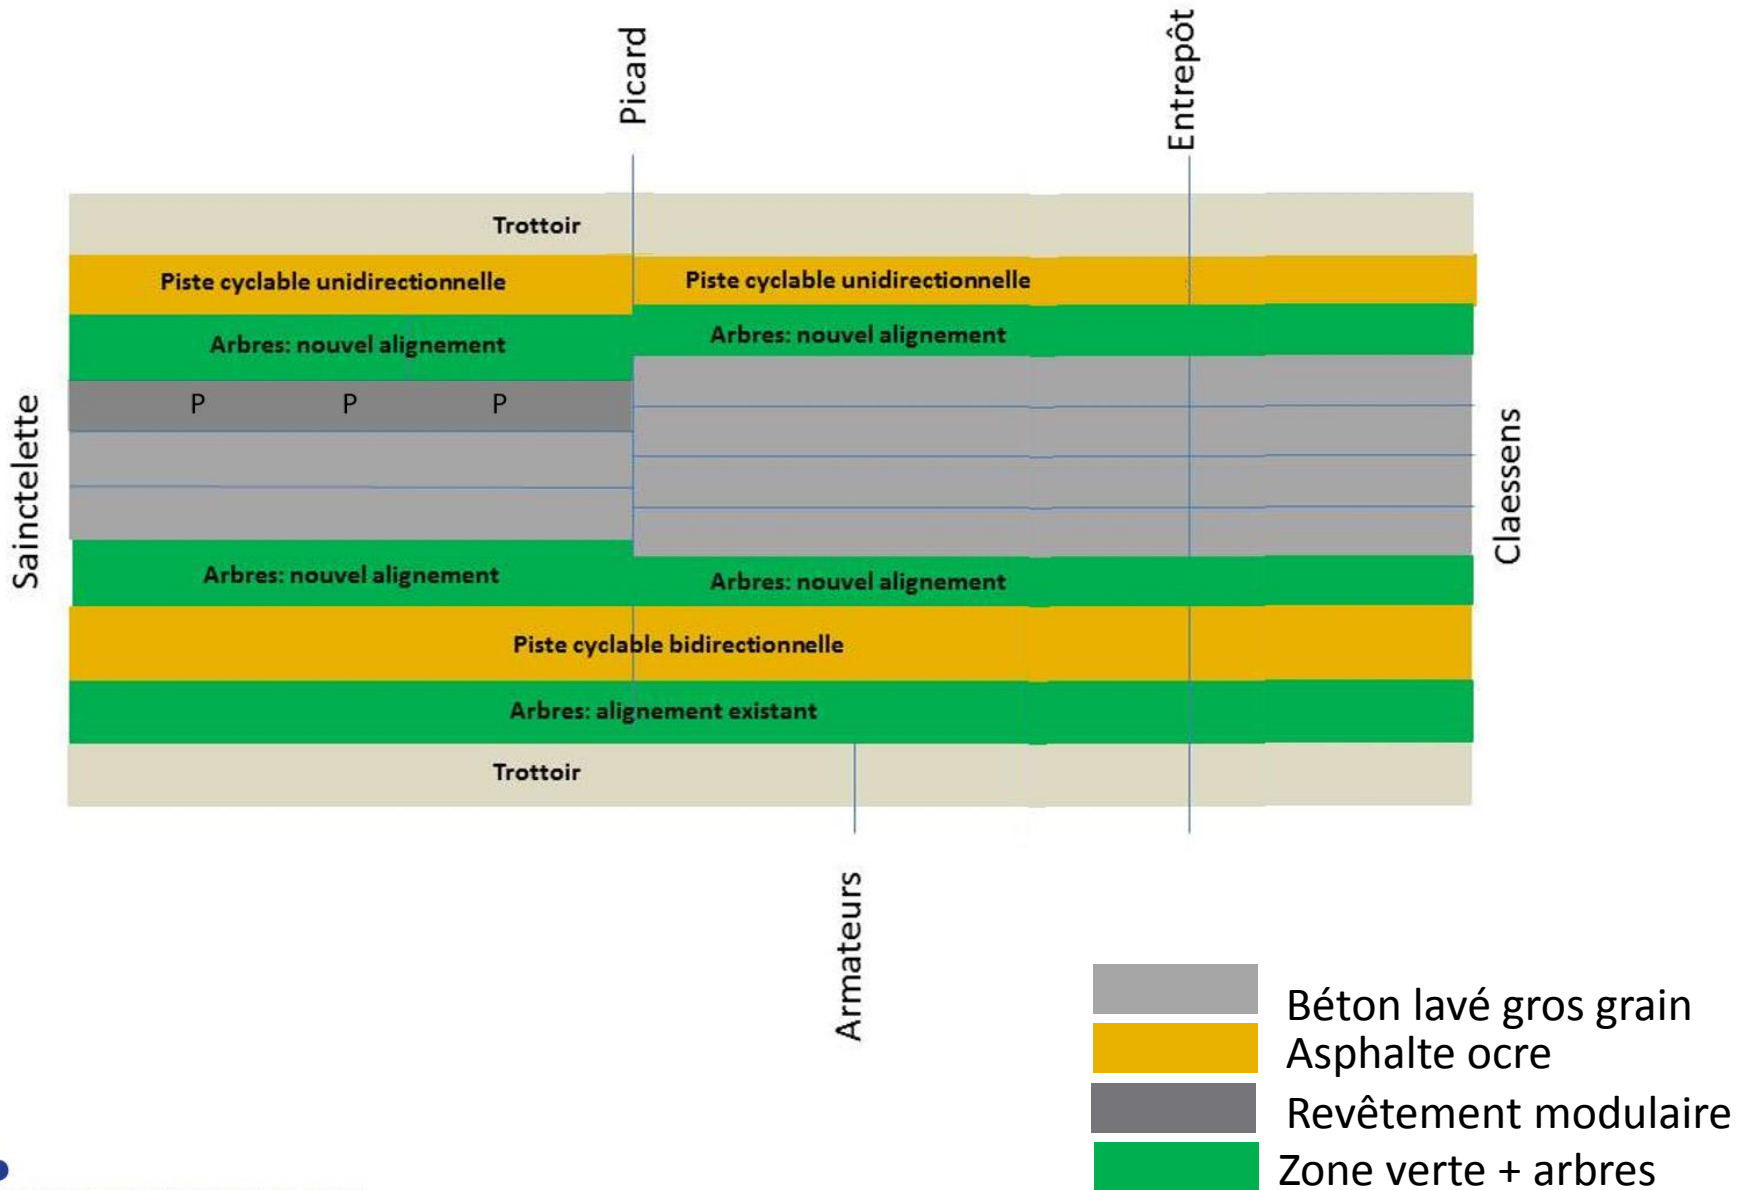 Picard
Entrepôt
Trottoir
Piste cyclable unidirectionnelle
Piste cyclable unidirectionnelle
Arbres: nouvel alignement
Arbres: nouvel alignement
P P P
Sainctelette
Claessens
Arbres: nouvel alignement
Arbres: nouvel alignement
Piste cyclable bidirectionnelle
Arbres: alignement existant
Trottoir
Armateurs
Béton lavé gros grain
Asphalte ocre
Revêtement modulaire
Zone verte + arbres